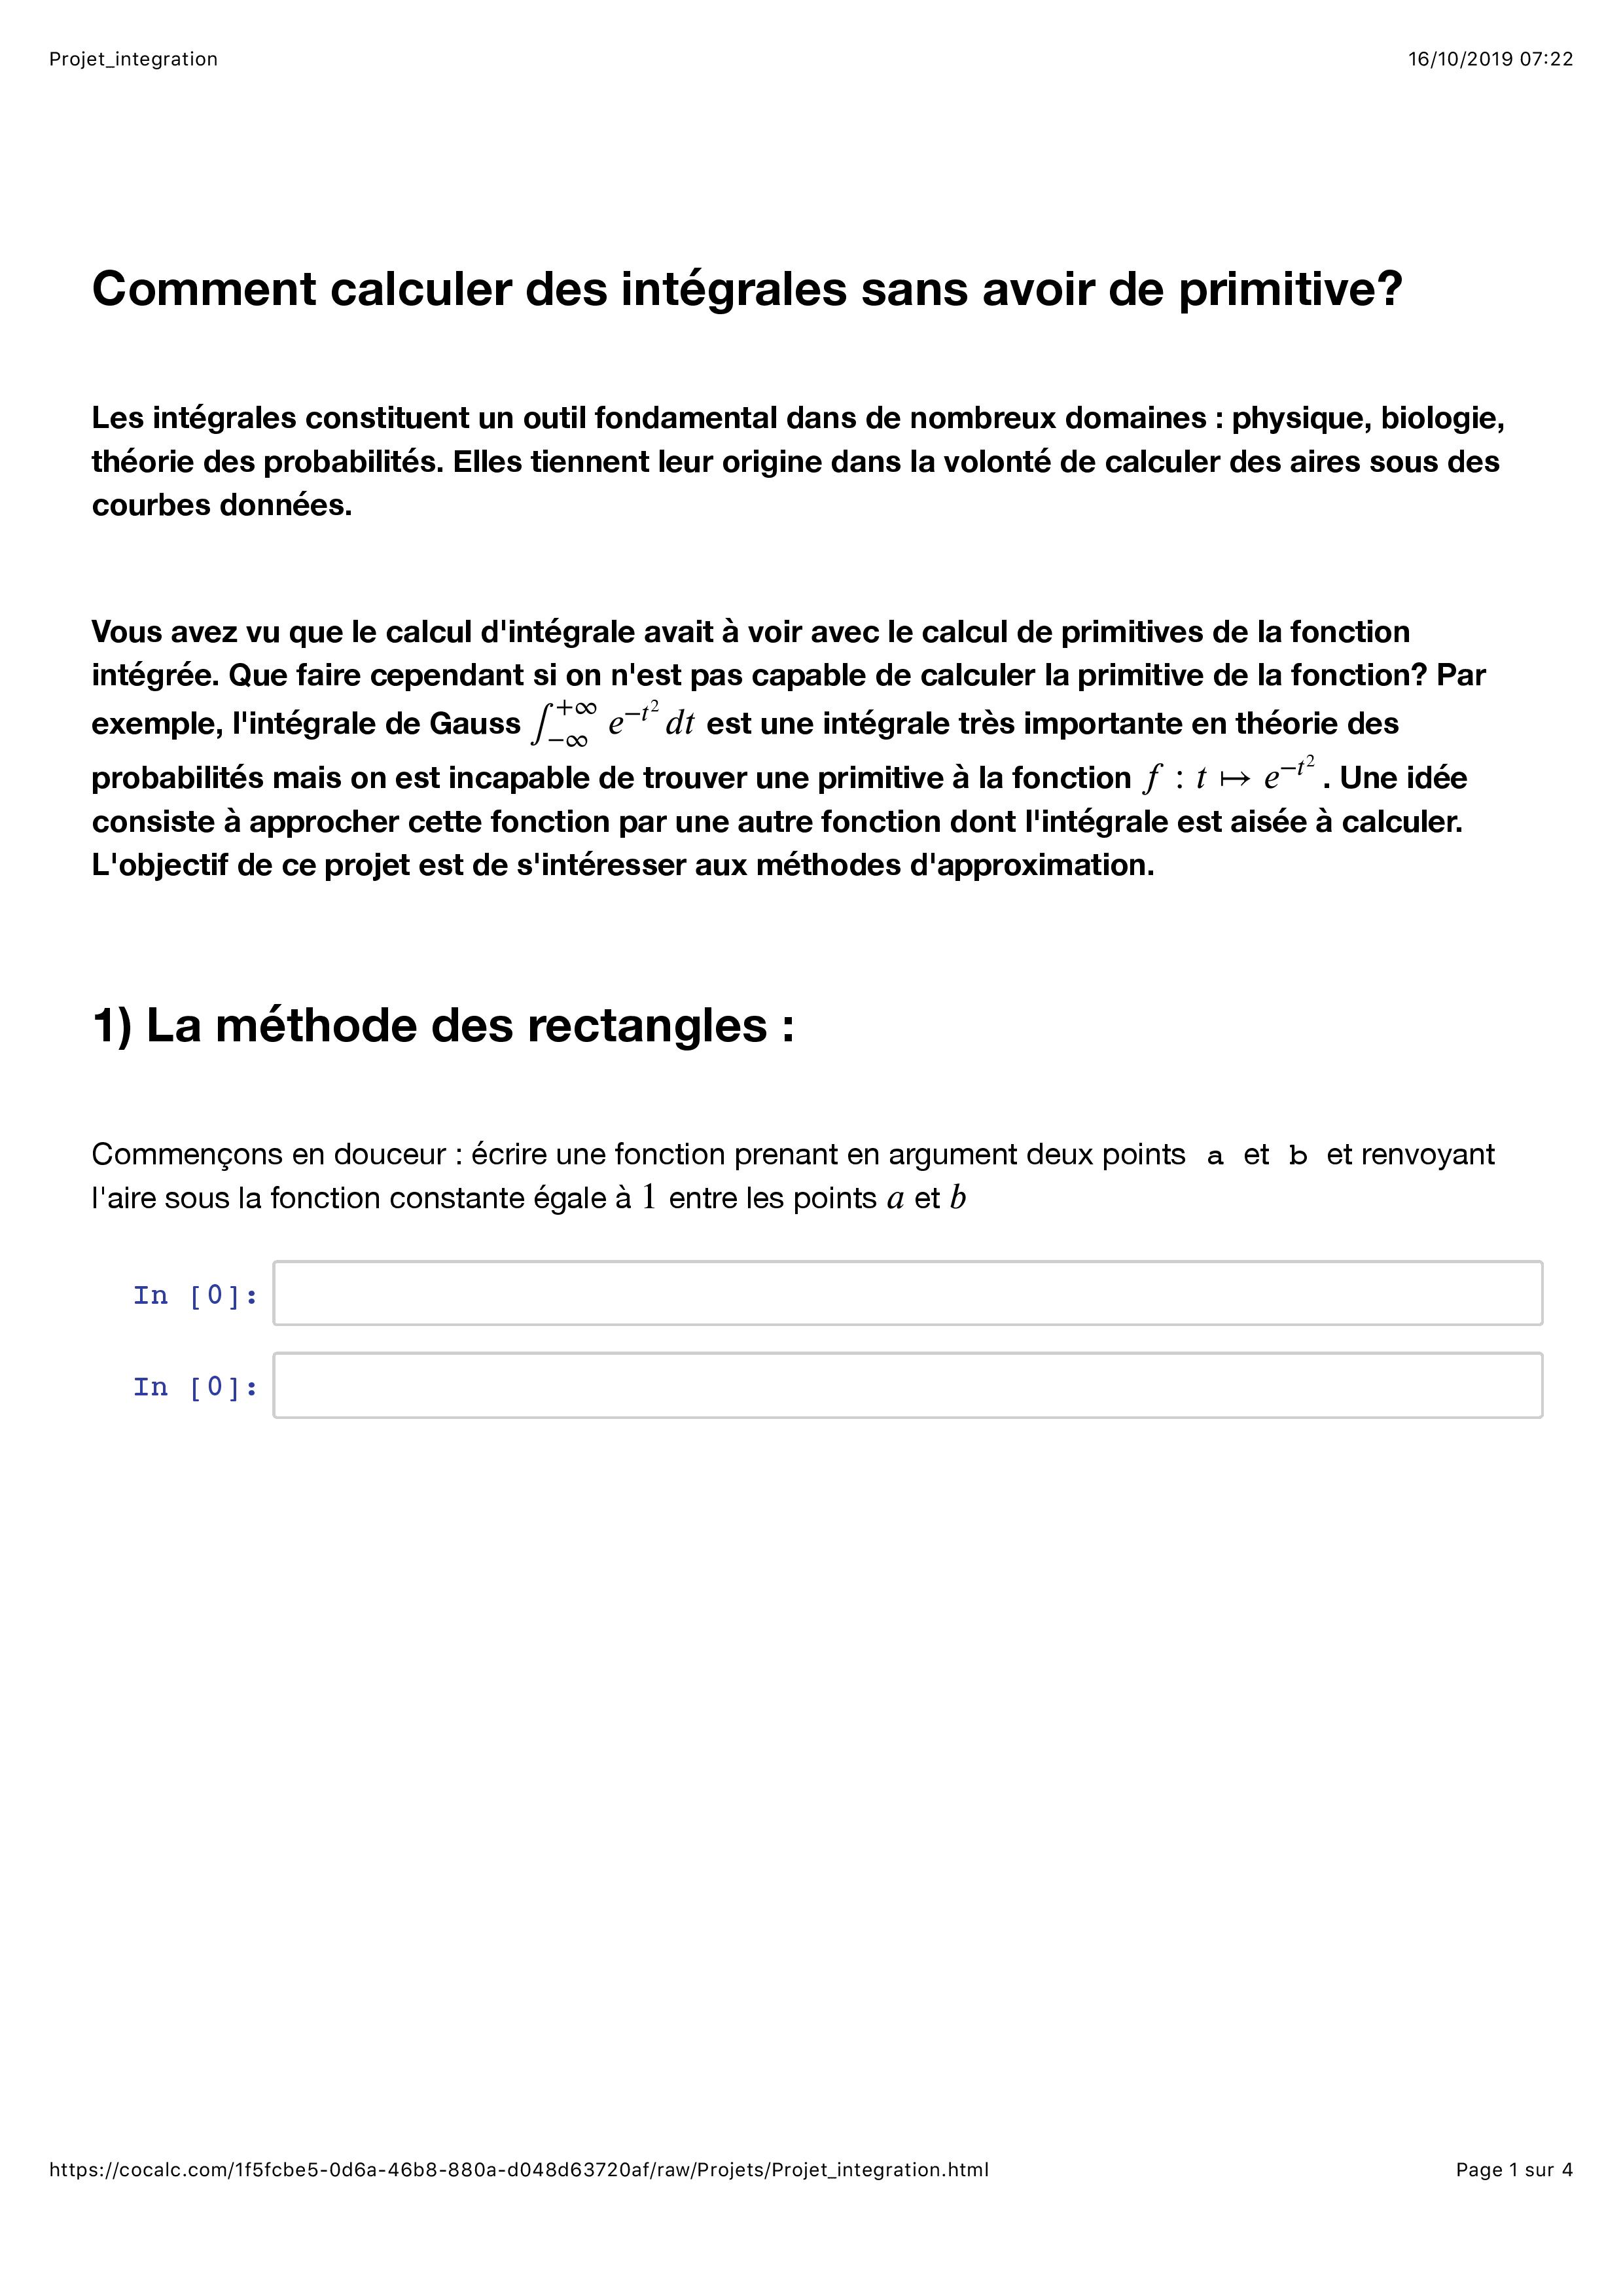 Projet_integration 16/10/2019 07:22
Comment calculer des intégrales sans avoir de primitive?
Les intégrales constituent un outil fondamental dans de nombreux domaines : physique, biologie,
théorie des probabilités. Elles tiennent leur origine dans la volonté de calculer des aires sous des
courbes données.
Vous avez vu que le calcul d'intégrale avait à voir avec le calcul de primitives de la fonction
intégrée. Que faire cependant si on n'est pas capable de calculer la primitive de la fonction? Par
exemple, l'intégrale de Gauss $\int_{-\infty}^{+\infty} e^{-t^2} dt$ est une intégrale très importante en théorie des
probabilités mais on est incapable de trouver une primitive à la fonction $f : t \mapsto e^{-t^2}$ . Une idée
consiste à approcher cette fonction par une autre fonction dont l'intégrale est aisée à calculer.
L'objectif de ce projet est de s'intéresser aux méthodes d'approximation.
1) La méthode des rectangles :
Commençons en douceur : écrire une fonction prenant en argument deux points a et b et renvoyant
l'aire sous la fonction constante égale à 1 entre les points a et b
In [0]:
In [0]:
https://cocalc.com/1f5fcbe5-0d6a-46b8-880a-d048d63720af/raw/Projets/Projet_integration.html Page 1 sur 4